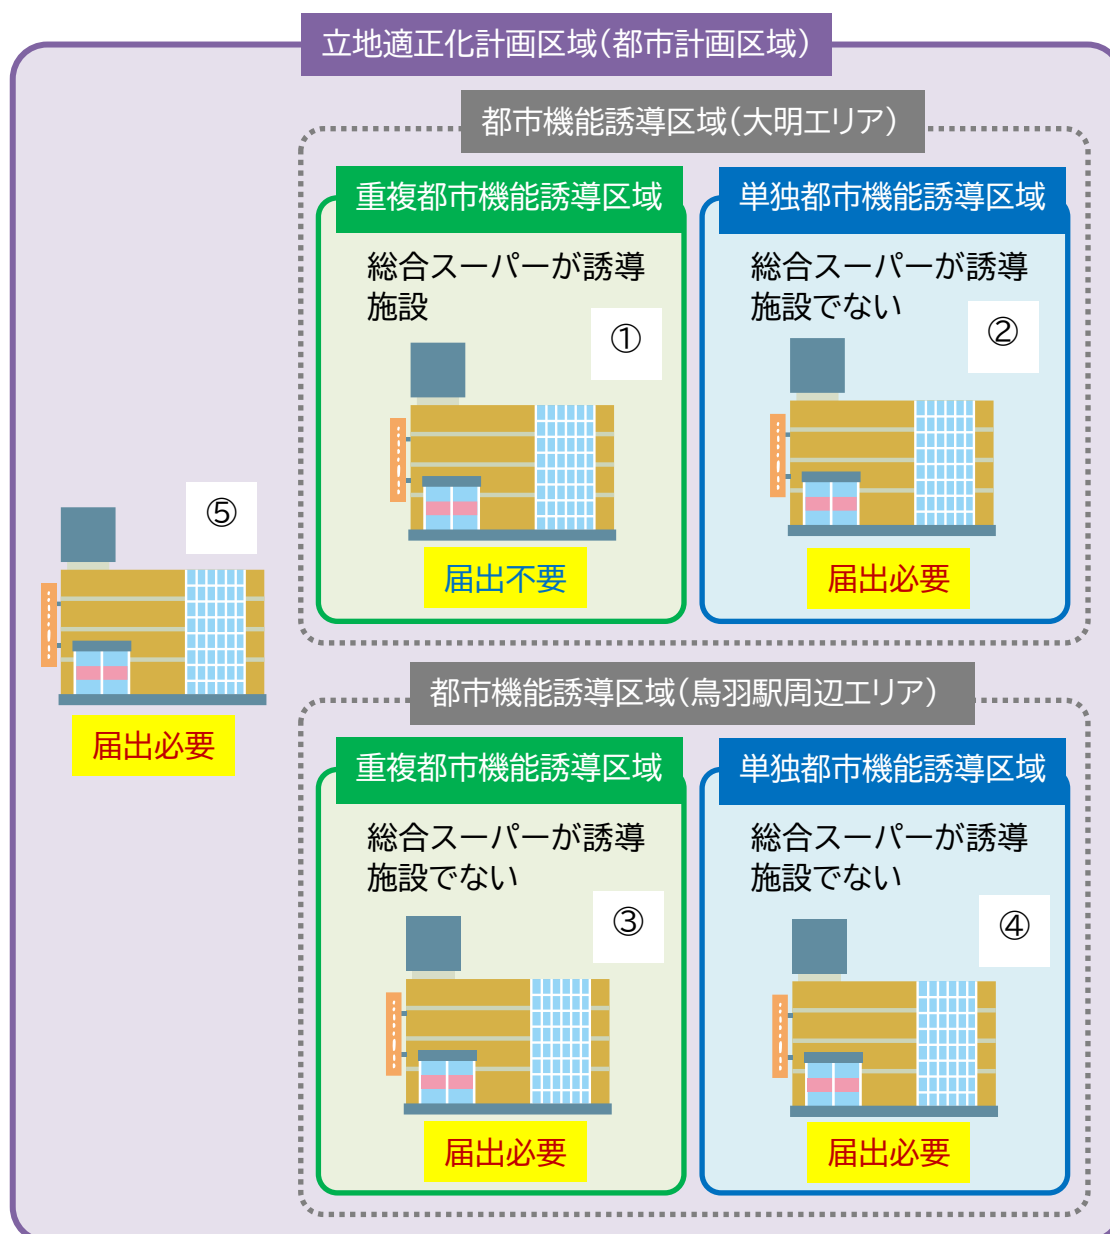 立地適正化計画区域（都市計画区域）
都市機能誘導区域（大明エリア）
重複都市機能誘導区域
総合スーパーが誘導
施設
①
届出不要
単独都市機能誘導区域
総合スーパーが誘導
施設でない
②
届出必要
⑤
届出必要
都市機能誘導区域（鳥羽駅周辺エリア）
重複都市機能誘導区域
総合スーパーが誘導
施設でない
③
届出必要
単独都市機能誘導区域
総合スーパーが誘導
施設でない
④
届出必要